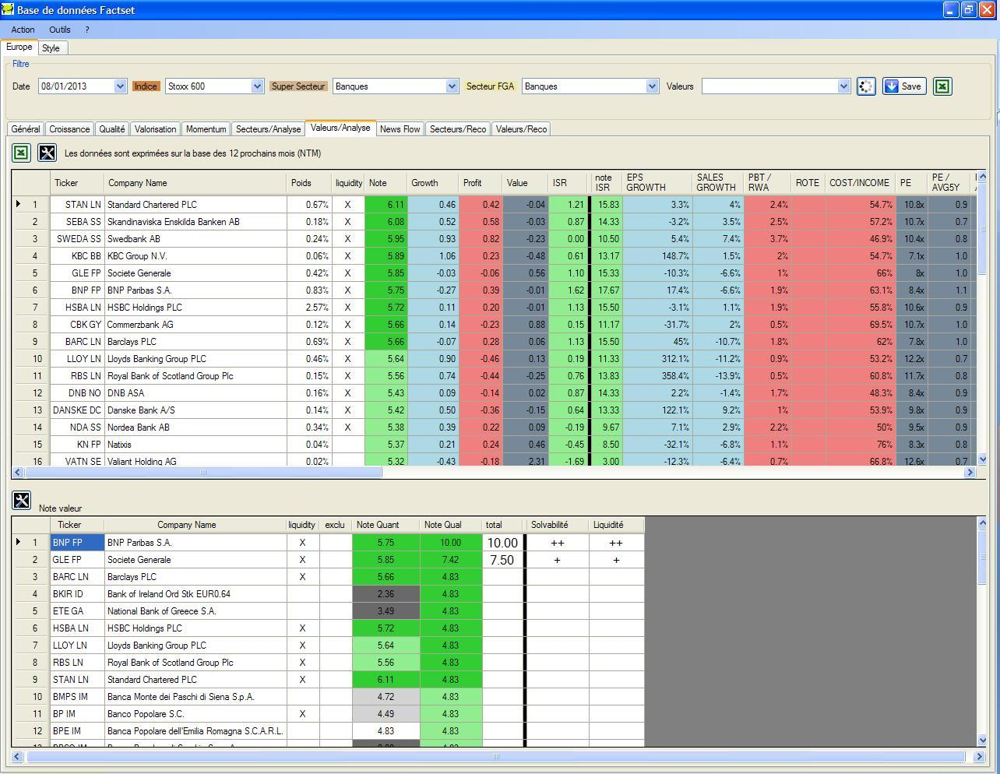 Base de données Factset
Action Outils ?
Europe Style
Filtre
Date 08/01/2013 Indice Stoxx 600 Super Secteur Banques Secteur FGA Banques Valeurs Save
Général Croissance Qualité Valorisation Momentum Secteurs/Analyse Valeurs/Analyse News Flow Secteurs/Reco Valeurs/Reco
Les données sont exprimées sur la base des 12 prochains mois (NTM)
Ticker Company Name Poids liquidity Note Growth Profit Value ISR note ISR EPS GROWTH SALES GROWTH PBT / RWA ROTE COST/INCOME PE PE / AVG5Y
1 STAN LN Standard Chartered PLC 0.67% X 6.11 0.46 0.42 -0.04 1.21 15.83 3.3% 4% 2.4% 54.7% 10.8x 0.9
2 SEBA SS Skandinaviska Enskilda Banken AB 0.18% X 6.08 0.52 0.58 -0.03 0.87 14.33 -3.2% 3.5% 2.5% 57.2% 10.7x 0.7
3 SWEDA SS Swedbank AB 0.24% X 5.95 0.93 0.82 -0.23 0.00 10.50 5.4% 7.4% 3.7% 46.9% 10.4x 0.8
4 KBC BB KBC Group N.V. 0.06% X 5.89 1.06 0.23 -0.48 0.61 13.17 148.7% 1.5% 2% 54.7% 7.1x 1.0
5 GLE FP Societe Generale 0.42% X 5.85 -0.03 -0.06 0.56 1.10 15.33 -10.3% -6.6% 1% 66% 8x 1.0
6 BNP FP BNP Paribas S.A. 0.83% X 5.75 -0.27 0.39 -0.01 1.62 17.67 17.4% -6.6% 1.9% 63.1% 8.4x 1.1
7 HSBA LN HSBC Holdings PLC 2.57% X 5.72 0.11 0.20 -0.01 1.13 15.50 -3.1% 1.1% 1.9% 55.8% 10.6x 0.9
8 CBK GY Commerzbank AG 0.12% X 5.66 0.14 -0.23 0.88 0.15 11.17 -31.7% 2% 0.5% 69.5% 10.7x 1.0
9 BARC LN Barclays PLC 0.69% X 5.66 -0.07 0.28 0.06 1.13 15.50 45% -10.7% 1.8% 62% 7.8x 1.0
10 LLOY LN Lloyds Banking Group PLC 0.46% X 5.64 0.90 -0.46 0.13 0.19 11.33 312.1% -11.2% 0.9% 53.2% 12.2x 0.7
11 RBS LN Royal Bank of Scotland Group Plc 0.15% X 5.56 0.74 -0.44 -0.25 0.76 13.83 358.4% -13.9% 0.5% 60.8% 11.7x 0.8
12 DNB NO DNB ASA 0.16% X 5.43 0.09 -0.14 0.02 0.87 14.33 2.2% -1.4% 1.7% 48.3% 8.4x 0.9
13 DANSKE DC Danske Bank A/S 0.14% X 5.42 0.50 -0.36 -0.15 0.64 13.33 122.1% 9.2% 1% 53.9% 9.8x 0.9
14 NDA SS Nordea Bank AB 0.34% X 5.38 0.39 0.22 0.09 -0.19 9.67 7.1% 2.9% 2.2% 50% 9.5x 0.9
15 KN FP Natixis 0.04% 5.37 0.21 0.24 0.46 -0.45 8.50 -32.1% -6.8% 1.1% 76% 8.3x 0.8
16 VATN SE Valiant Holding AG 0.02% 5.32 -0.43 -0.18 2.31 -1.69 3.00 -12.3% -6.4% 0.7% 66.8% 12.6x 0.7
Note valeur
Ticker Company Name liquidity exclu Note Quant Note Qual total Solvabilité Liquidité
1 BNP FP BNP Paribas S.A. X 5.75 10.00 10.00 ++ ++
2 GLE FP Societe Generale X 5.85 7.42 7.50 + +
3 BARC LN Barclays PLC X 5.66 4.83
4 BKIR ID Bank of Ireland Ord Stk EUR0.64 2.36 4.83
5 ETE GA National Bank of Greece S.A. 3.49 4.83
6 HSBA LN HSBC Holdings PLC X 5.72 4.83
7 LLOY LN Lloyds Banking Group PLC X 5.64 4.83
8 RBS LN Royal Bank of Scotland Group Plc X 5.56 4.83
9 STAN LN Standard Chartered PLC X 6.11 4.83
10 BMPS IM Banca Monte dei Paschi di Siena S.p.A. 4.72 4.83
11 BP IM Banco Popolare S.C. X 4.49 4.83
12 BPE IM Banca Popolare dell'Emilia Romagna S.C.A.R.L. 4.83 4.83